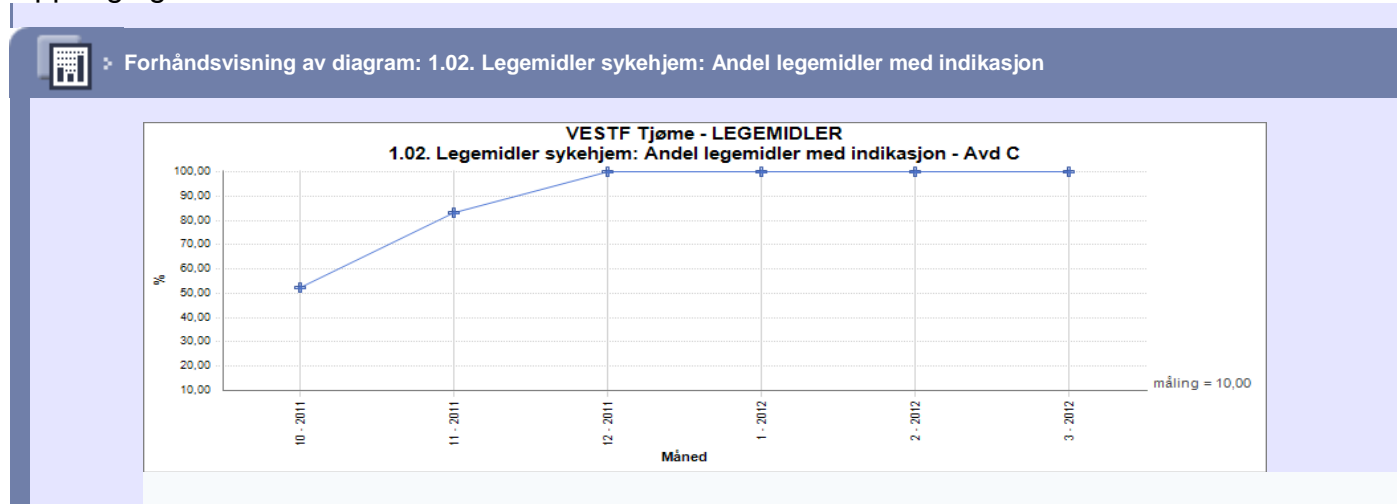 Forhåndsvisning av diagram: 1.02. Legemidler sykehjem: Andel legemidler med indikasjon
VESTF Tjøme - LEGEMIDLER
1.02. Legemidler sykehjem: Andel legemidler med indikasjon - Avd C
100,00
90,00
80,00
70,00
60,00
50,00
40,00
30,00
20,00
10,00
%
måling = 10,00
10 - 2011
11 - 2011
12 - 2011
1 - 2012
2 - 2012
3 - 2012
Måned